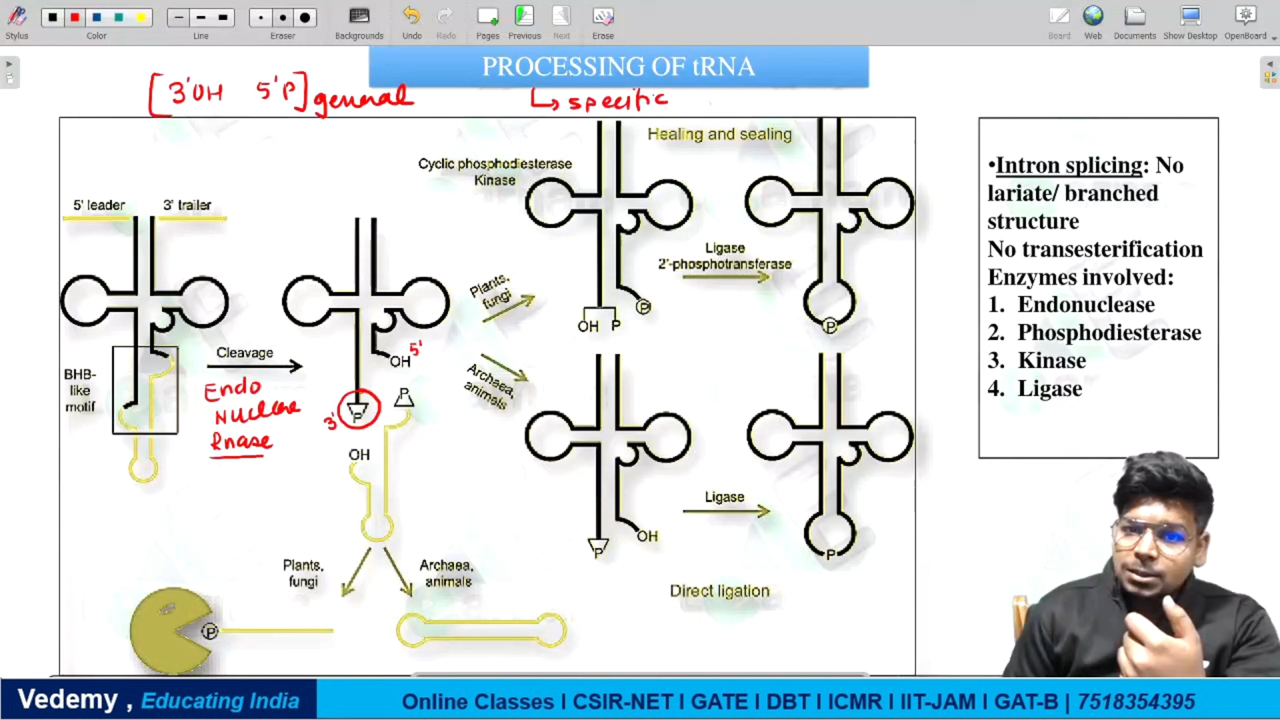 Stylus
Color
Line
Eraser
Backgrounds
Undo
Redo
Pages
Previous
Next
Erase
Board
Web
Documents
Show Desktop
OpenBoard
PROCESSING OF tRNA
[3'OH 5'P] general
↳ specific
Healing and sealing
Cyclic phosphodiesterase
Kinase
5' leader
3' trailer
Ligase
2'-phosphotransferase
Plants,
fungi
OH
P
P
P
Cleavage
OH
5'
BHB-
like
motif
Endo
Nuclease
RNase
Archaea,
animals
P
P
3'
OH
Ligase
P
OH
P
Plants,
fungi
Archaea,
animals
Direct ligation
P
•Intron splicing: No
lariate/ branched
structure
No transesterification
Enzymes involved:
1. Endonuclease
2. Phosphodiesterase
3. Kinase
4. Ligase
Vedemy , Educating India
Online Classes I CSIR-NET I GATE I DBT I ICMR I IIT-JAM I GAT-B | 7518354395